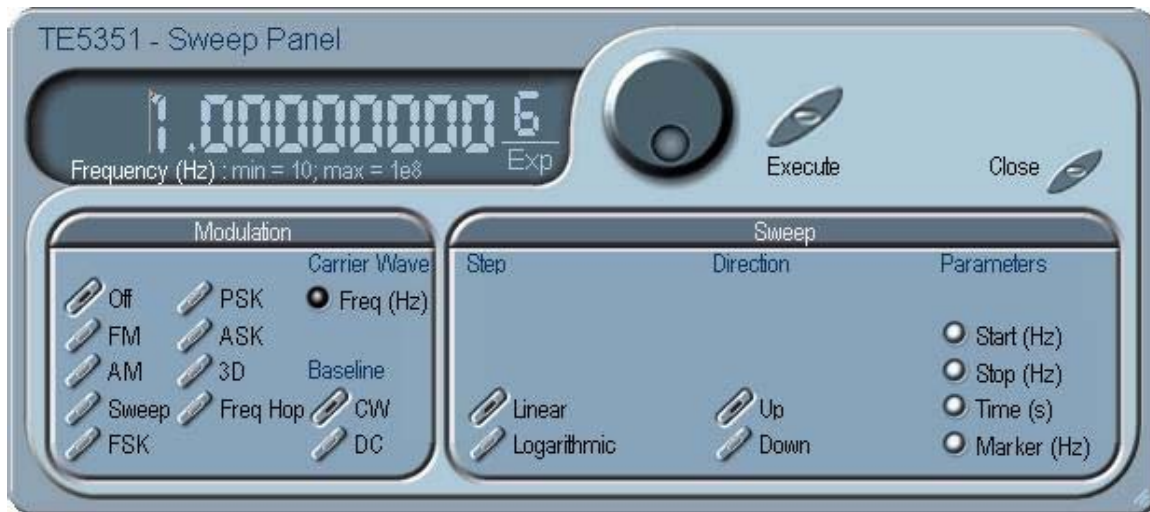 TE5351 - Sweep Panel
1.00000000 6
Exp
Frequency (Hz) : min = 10; max = 1e8
Execute
Close
Modulation
Carrier Wave
Off
PSK
Freq (Hz)
FM
ASK
AM
3D
Baseline
Sweep
Freq Hop
CW
FSK
DC
Sweep
Step
Direction
Parameters
Start (Hz)
Stop (Hz)
Linear
Up
Time (s)
Logarithmic
Down
Marker (Hz)